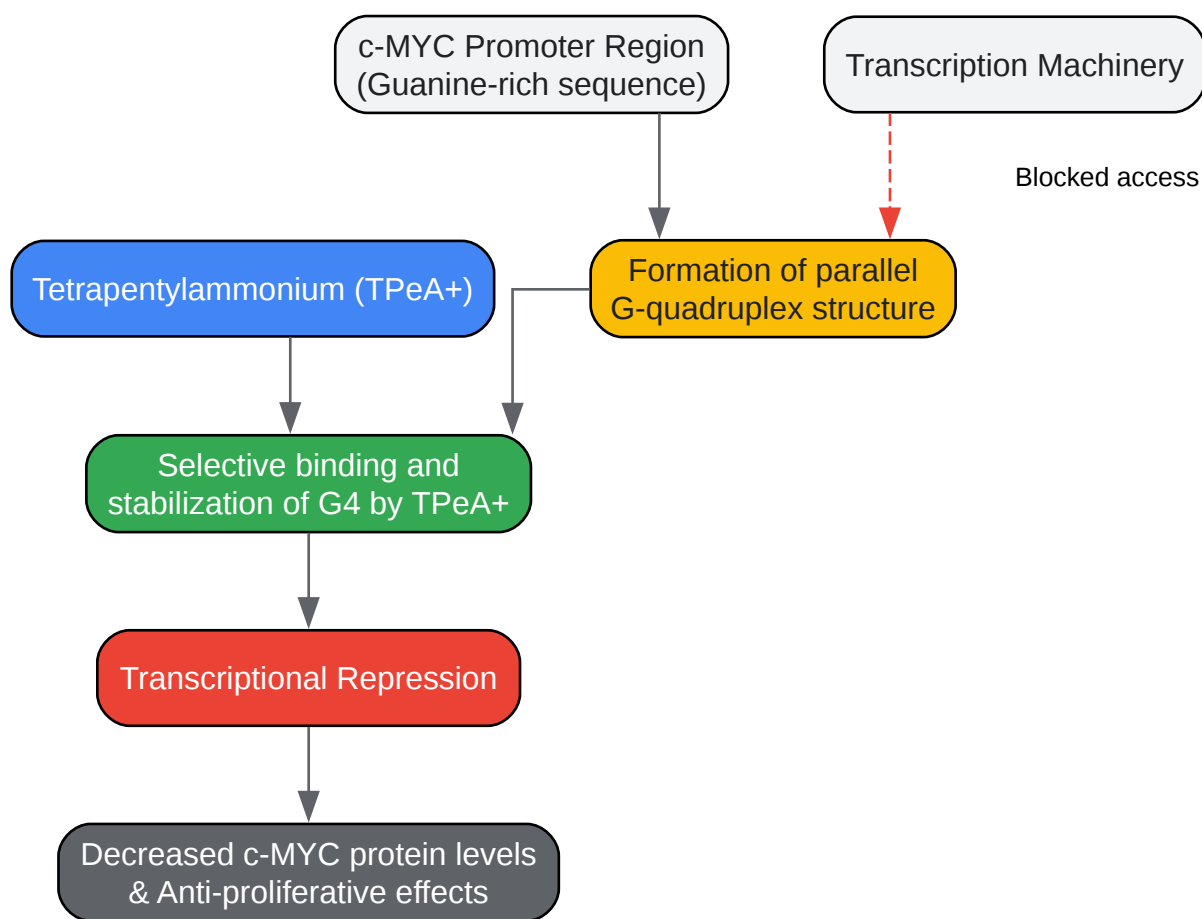 c-MYC Promoter Region
(Guanine-rich sequence)
Transcription Machinery
Blocked access
Tetrapentylammonium (TPeA+)
Formation of parallel
G-quadruplex structure
Selective binding and
stabilization of G4 by TPeA+
Transcriptional Repression
Decreased c-MYC protein levels
& Anti-proliferative effects